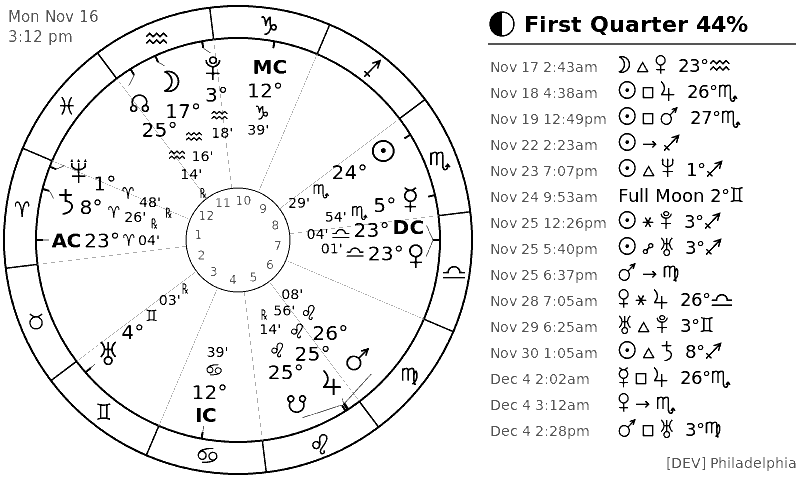 Mon Nov 16
3:12 pm
First Quarter 44%
Nov 17 2:43am ☽ △ ♀ 23°♒
Nov 18 4:38am ☉ □ ♃ 26°♏
Nov 19 12:49pm ☉ □ ♂ 27°♏
Nov 22 2:23am ☉ → ♐
Nov 23 7:07pm ☉ △ ♆ 1°♐
Nov 24 9:53am Full Moon 2°♊
Nov 25 12:26pm ☉ ⚹ ⯓ 3°♐
Nov 25 5:40pm ☉ ☍ ♅ 3°♐
Nov 25 6:37pm ♂ → ♍
Nov 28 7:05am ♀ ⚹ ♃ 26°♎
Nov 29 6:25am ♅ △ ⯓ 3°♊
Nov 30 1:05am ☉ △ ♄ 8°♐
Dec 4 2:02am ☿ □ ♃ 26°♏
Dec 4 3:12am ♀ → ♏
Dec 4 2:28pm ♂ □ ♅ 3°♍
[DEV] Philadelphia
♑
♒
♓
♈
♉
♊
♋
♌
♍
♎
♏
♐
MC 12° ♑ 39'
⯓ 3° ♒ 18'
☽ 17° ♒ 16'
☊ 25° ♒ 14' ℞
♆ 1° ♈ 48' ℞
♄ 8° ♈ 26' ℞
AC 23° ♈ 04'
♅ 4° ♊ 03' ℞
IC 12° ♋ 39'
☋ 25° ♌ 14' ℞
♃ 25° ♌ 56'
♂ 26° ♌ 08'
♀ 23° ♎ 01'
DC 23° ♎ 04'
☿ 5° ♏ 54'
☉ 24° ♏ 29'
1
2
3
4
5
6
7
8
9
10
11
12